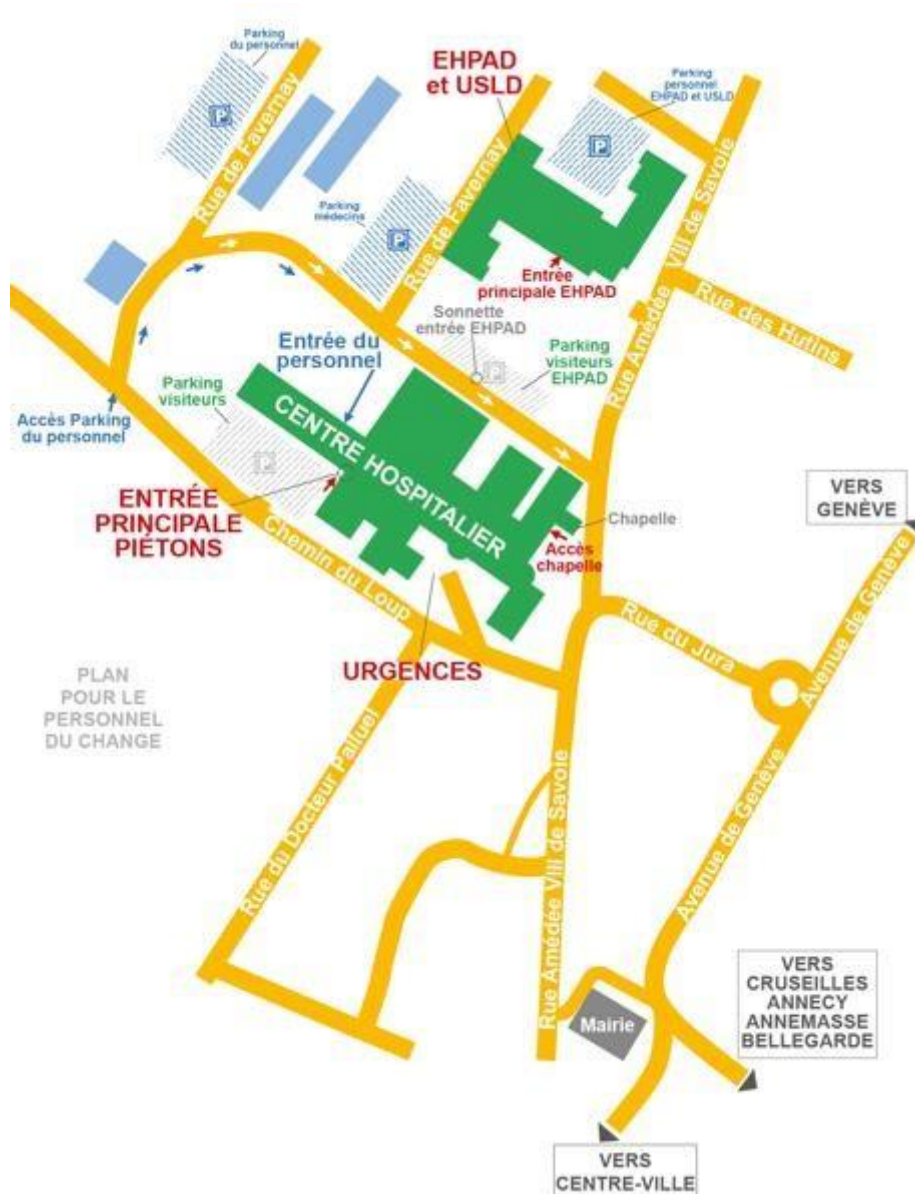 Parking
du personnel
EHPAD
et USLD
Parking
personnel
EHPAD et USLD
P
P
Rue de Favernay
Rue de Favernay
Parking
médecins
P
Rue Amédée VIII de Savoie
Entrée
principale EHPAD
Rue des Hutins
Sonnette
entrée EHPAD
Entrée du
personnel
Parking
visiteurs
EHPAD
P
Parking
visiteurs
Accès Parking
du personnel
CENTRE HOSPITALIER
P
ENTRÉE
PRINCIPALE
PIÉTONS
VERS
GENÈVE
Chapelle
Accès
chapelle
Chemin du Loup
Avenue de Genève
Rue du Jura
URGENCES
PLAN
POUR LE
PERSONNEL
DU CHANGE
Rue du Docteur Palluel
Rue Amédée VIII de Savoie
Avenue de Genève
VERS
CRUSEILLES
ANNECY
ANNEMASSE
BELLEGARDE
Mairie
VERS
CENTRE-VILLE